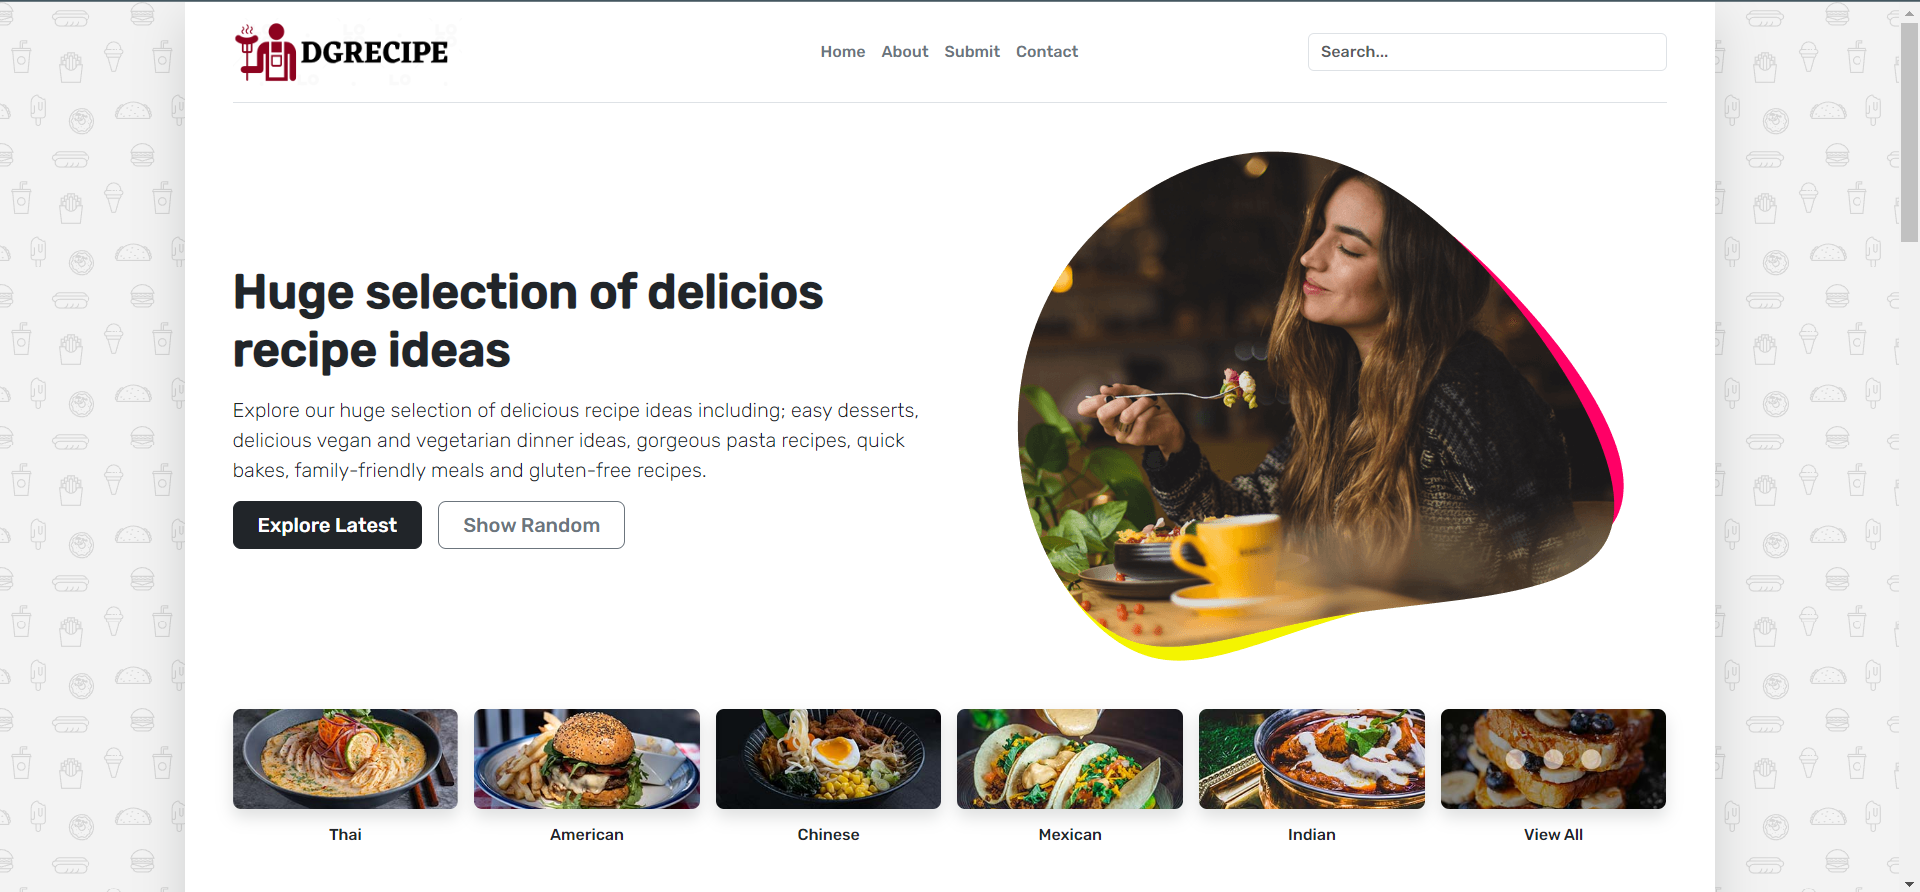 DGRECIPE
Home About Submit Contact
Search...
Huge selection of delicios
recipe ideas
Explore our huge selection of delicious recipe ideas including; easy desserts,
delicious vegan and vegetarian dinner ideas, gorgeous pasta recipes, quick
bakes, family-friendly meals and gluten-free recipes.
Explore Latest Show Random
Thai American Chinese Mexican Indian View All